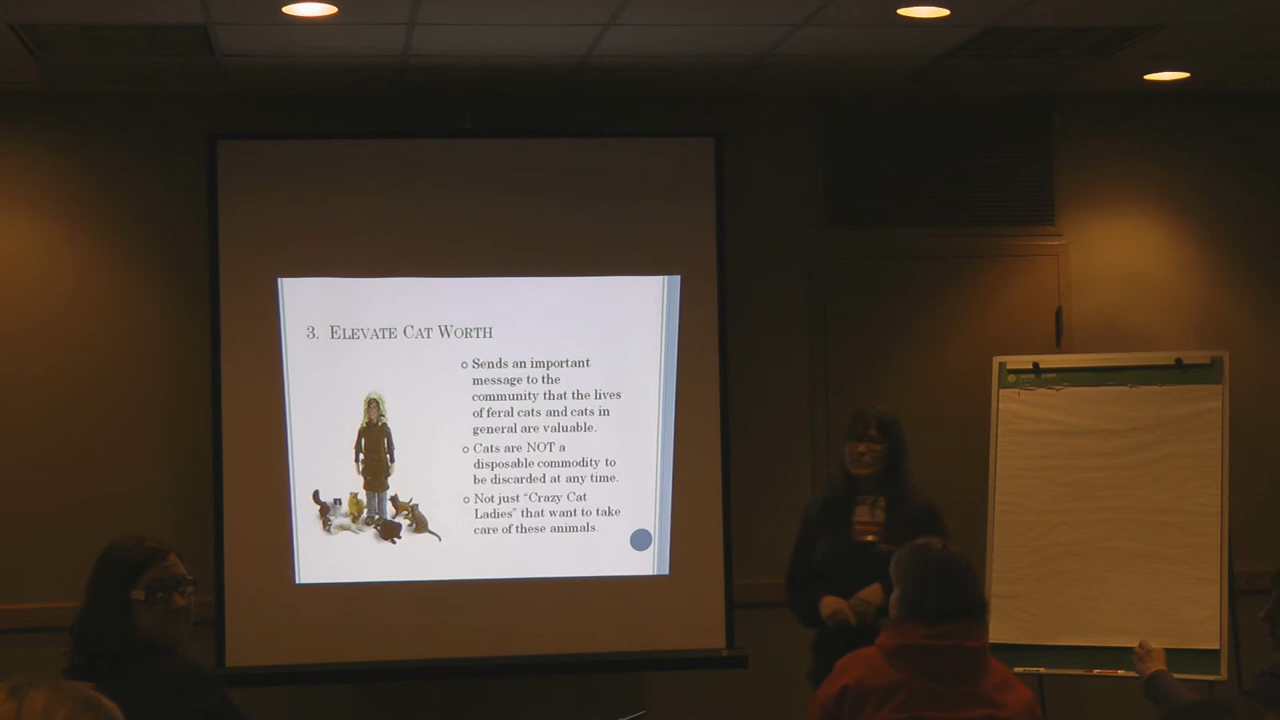 3. Elevate Cat Worth
Sends an important
message to the
community that the lives
of feral cats and cats in
general are valuable.
Cats are NOT a
disposable commodity to
be discarded at any time.
Not just "Crazy Cat
Ladies" that want to take
care of these animals.